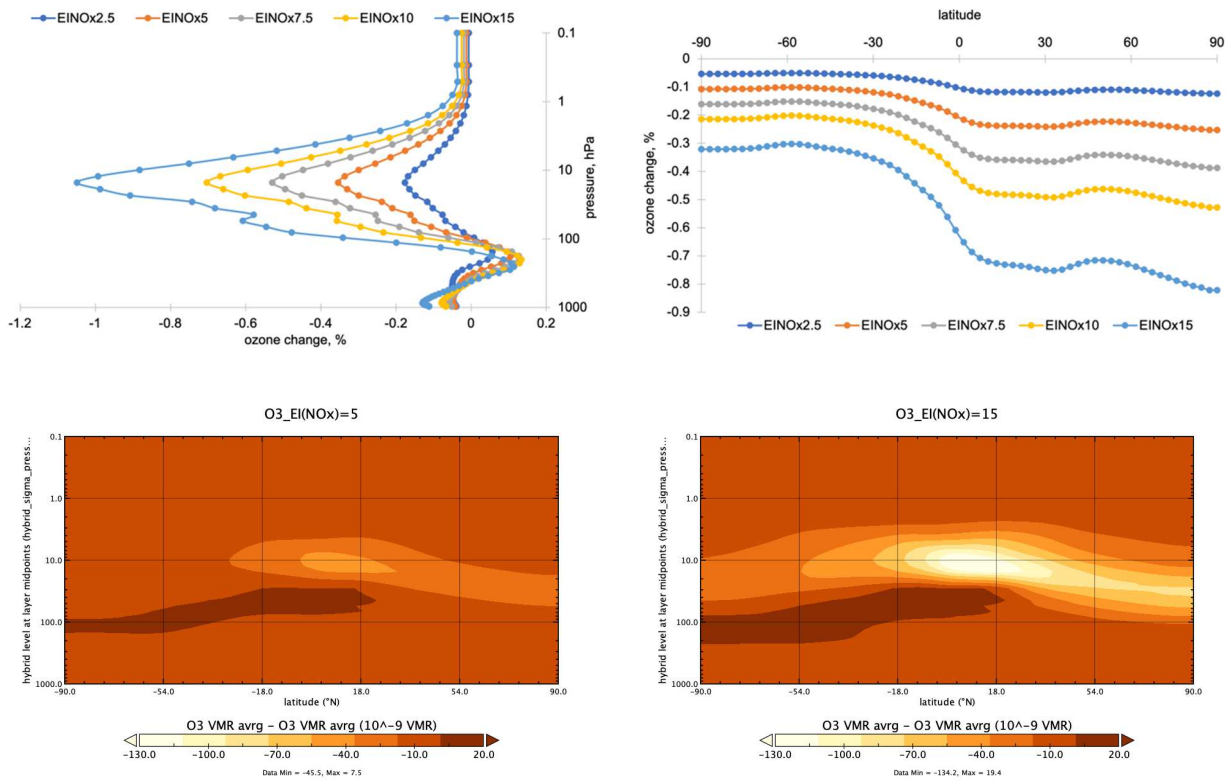 EINOx2.5 EINOx5 EINOx7.5 EINOx10 EINOx15
0.1
1
10
100
1000
pressure, hPa
-1.2 -1 -0.8 -0.6 -0.4 -0.2 0 0.2
ozone change, %
latitude
-90 -60 -30 0 30 60 90
0
-0.1
-0.2
-0.3
-0.4
-0.5
-0.6
-0.7
-0.8
-0.9
ozone change, %
EINOx2.5 EINOx5 EINOx7.5 EINOx10 EINOx15
O3_EI(NOx)=5
hybrid level at layer midpoints (hybrid_sigma_press...
0.1
1.0
10.0
100.0
1000.0
-90.0 -54.0 -18.0 18.0 54.0 90.0
latitude (°N)
O3 VMR avrg - O3 VMR avrg (10^-9 VMR)
-130.0 -100.0 -70.0 -40.0 -10.0 20.0
Data Min = -45.5, Max = 7.5
O3_EI(NOx)=15
hybrid level at layer midpoints (hybrid_sigma_press...
0.1
1.0
10.0
100.0
1000.0
-90.0 -54.0 -18.0 18.0 54.0 90.0
latitude (°N)
O3 VMR avrg - O3 VMR avrg (10^-9 VMR)
-130.0 -100.0 -70.0 -40.0 -10.0 20.0
Data Min = -134.2, Max = 19.4